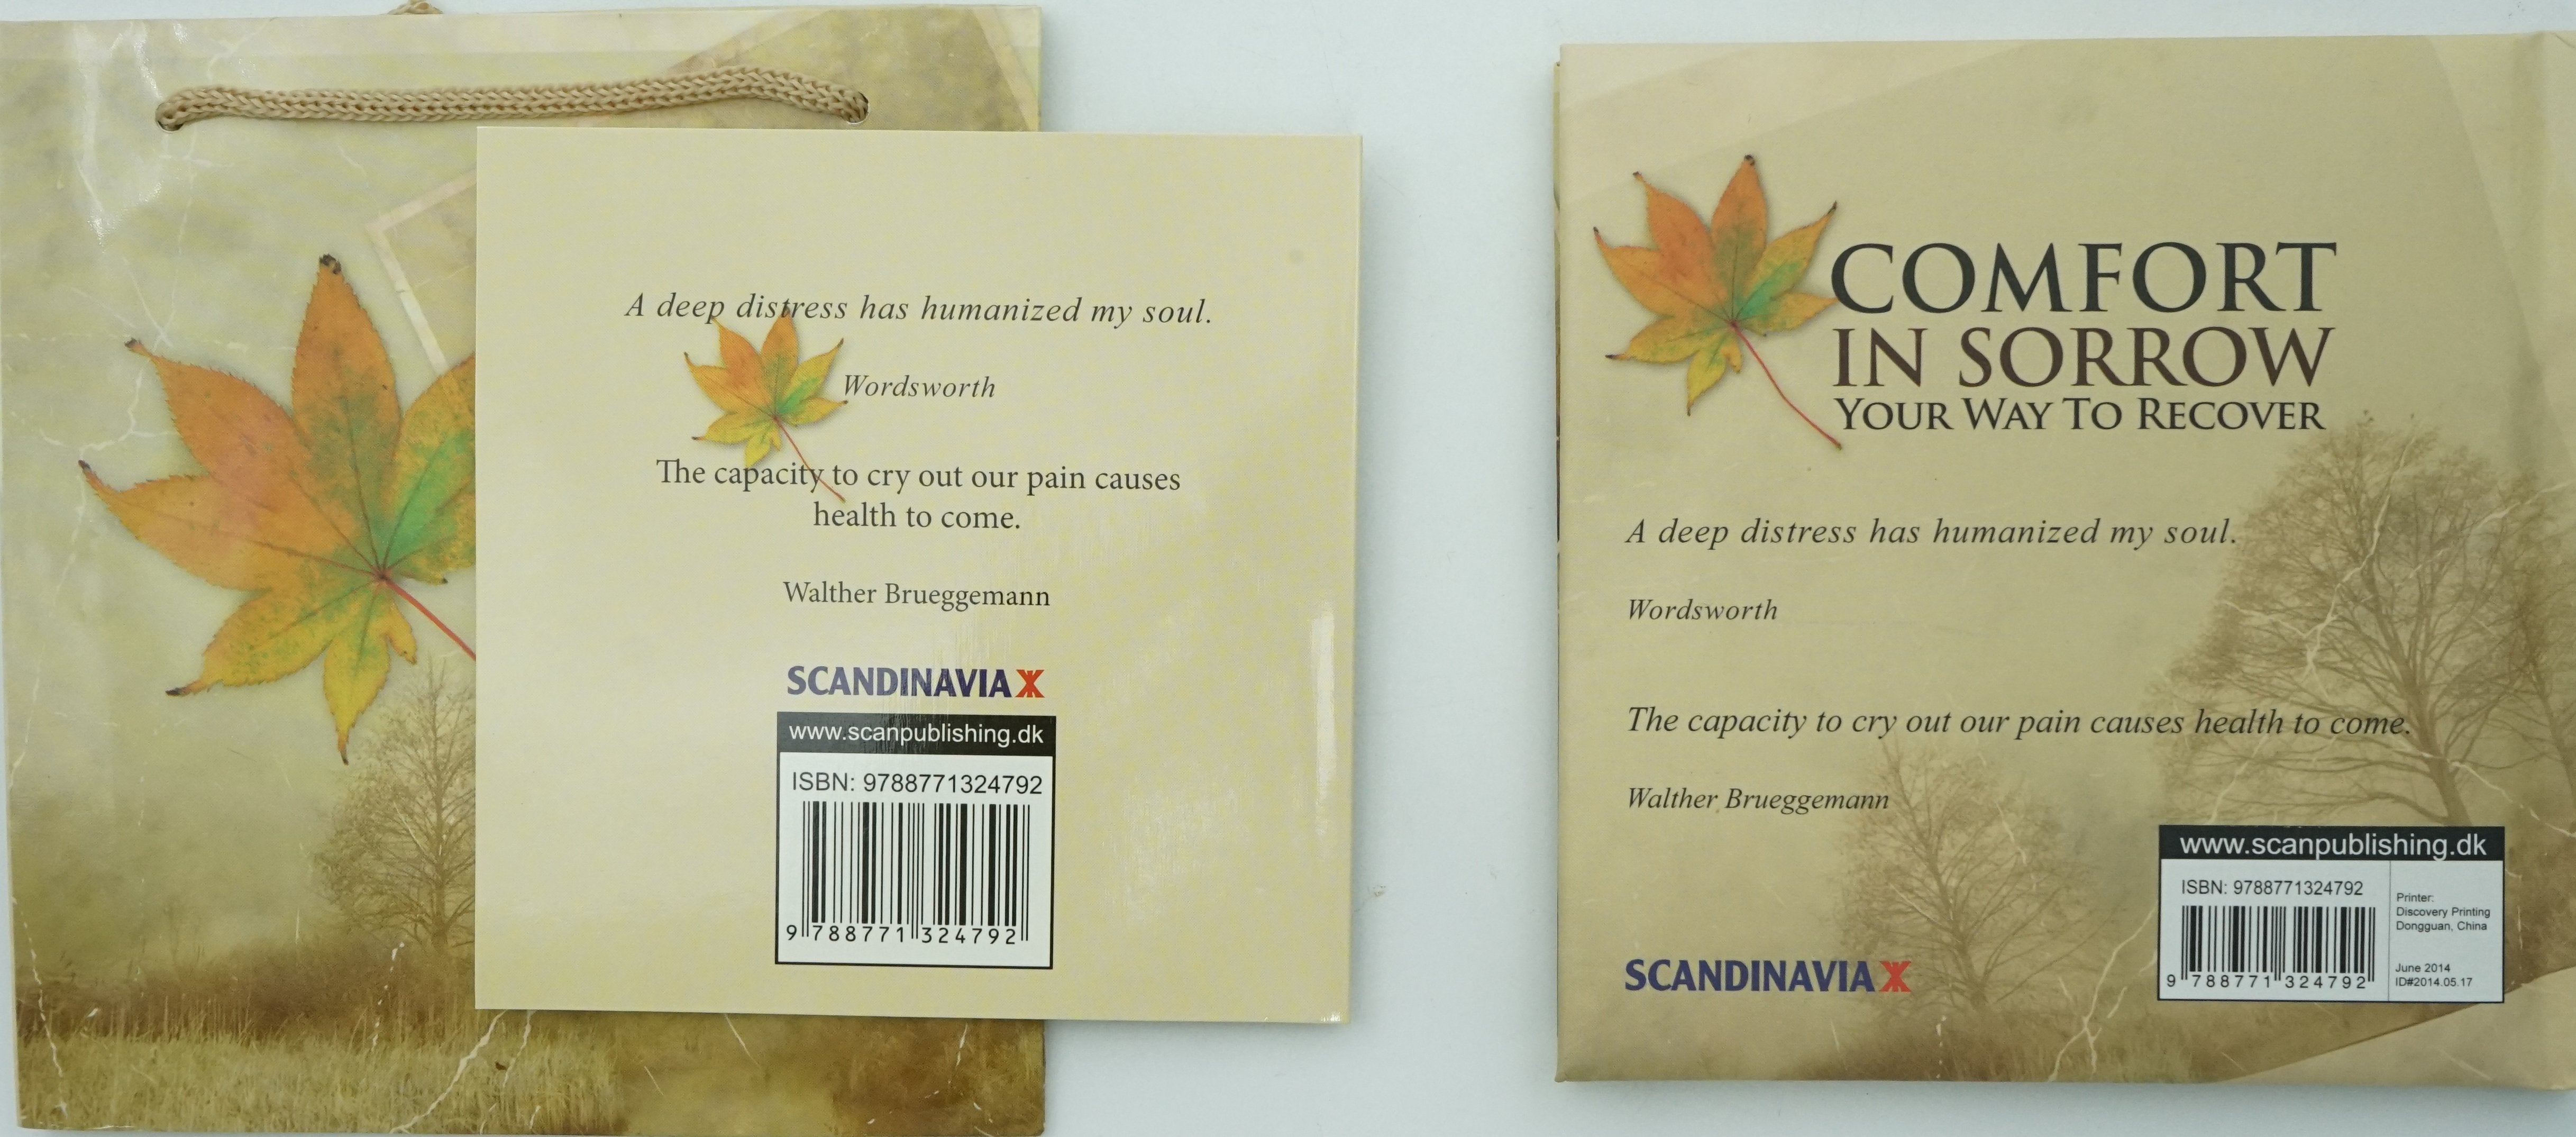 A deep distress has humanized my soul.
Wordsworth
The capacity to cry out our pain causes
health to come.
Walther Brueggemann
SCANDINAVIA
www.scanpublishing.dk
ISBN: 9788771324792
9 788771 324792
COMFORT
IN SORROW
YOUR WAY TO RECOVER
A deep distress has humanized my soul.
Wordsworth
The capacity to cry out our pain causes health to come.
Walther Brueggemann
SCANDINAVIA
www.scanpublishing.dk
ISBN: 9788771324792
9 788771 324792
Printer:
Discovery Printing
Dongguan, China
June 2014
ID#2014.05.17